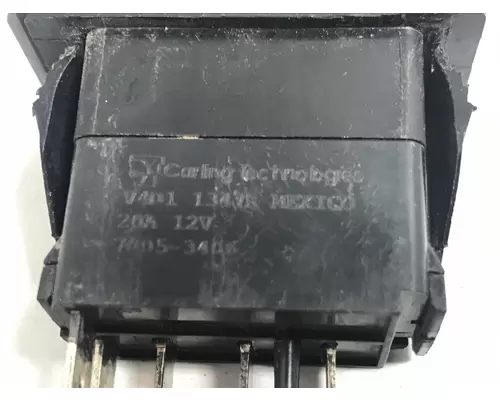 Carling Technologies
V4D1 MEXICO
20A 12V